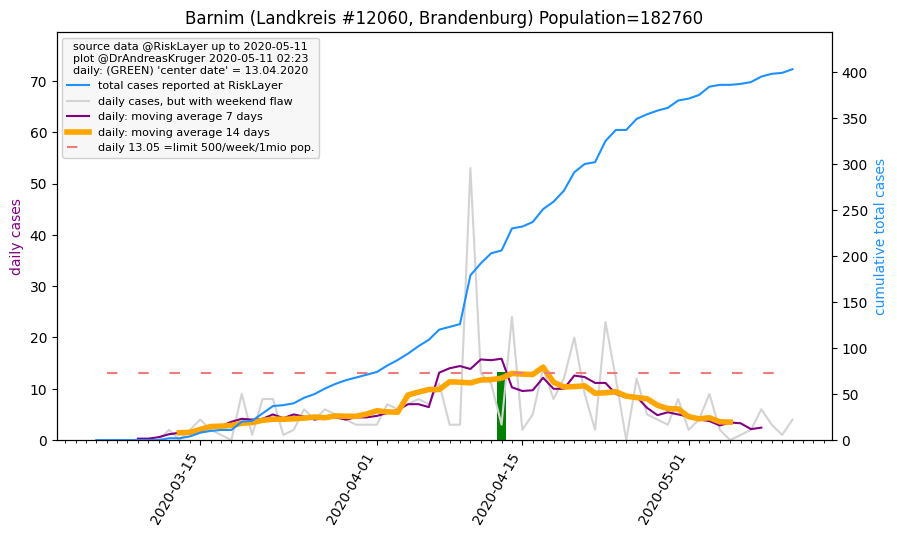 Barnim (Landkreis #12060, Brandenburg) Population=182760
source data @RiskLayer up to 2020-05-11
plot @DrAndreasKruger 2020-05-11 02:23
daily: (GREEN) 'center date' = 13.04.2020
total cases reported at RiskLayer
daily cases, but with weekend flaw
daily: moving average 7 days
daily: moving average 14 days
daily 13.05 =limit 500/week/1mio pop.
daily cases
70
60
50
40
30
20
10
0
400
350
300
250
200
150
100
50
0
cumulative total cases
2020-03-15
2020-04-01
2020-04-15
2020-05-01